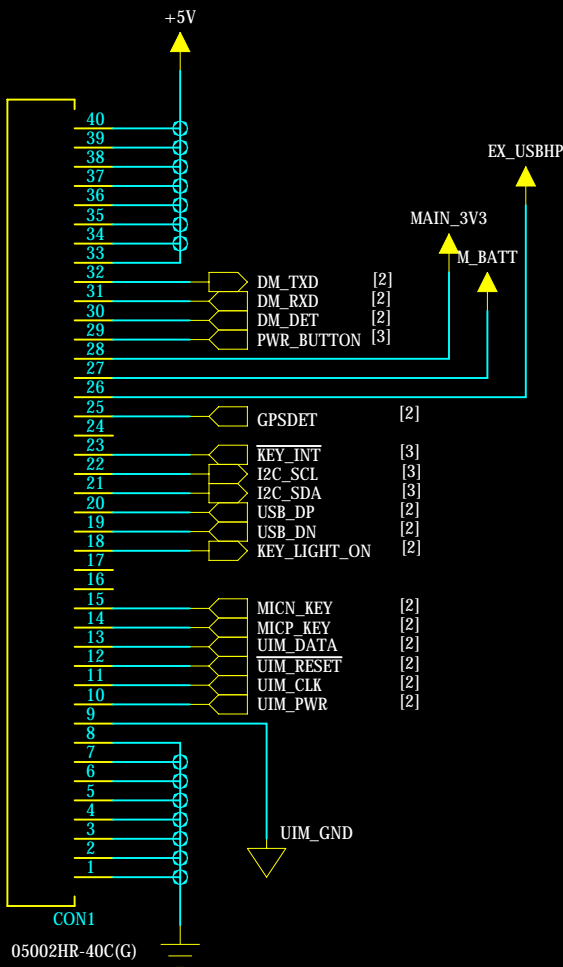 +5V
40
39
38
37
EX_USBHP
36
35
MAIN_3V3
34
33
M_BATT
32 DM_TXD [2]
31 DM_RXD [2]
30 DM_DET [2]
29 PWR_BUTTON [3]
28
27
26
25 GPSDET [2]
24
23 KEY_INT [3]
22 I2C_SCL [3]
21 I2C_SDA [3]
20 USB_DP [2]
19 USB_DN [2]
18 KEY_LIGHT_ON [2]
17
16
15 MICN_KEY [2]
14 MICP_KEY [2]
13 UIM_DATA [2]
12 UIM_RESET [2]
11 UIM_CLK [2]
10 UIM_PWR [2]
9
8
7
6
5
4
3
UIM_GND
2
1
CON1
05002HR-40C(G)